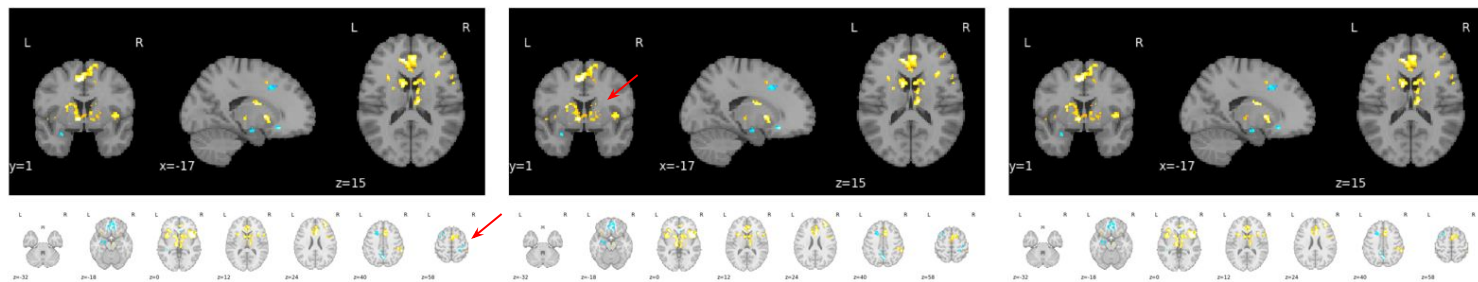 L R L R
y=1 x=-17 z=15
L R L R L R L R L R L R L R
z=-32 z=-18 z=0 z=12 z=24 z=40 z=58
L R L R
y=1 x=-17 z=15
L R L R L R L R L R L R L R
z=-32 z=-18 z=0 z=12 z=24 z=40 z=58
L R L R
y=1 x=-17 z=15
L R L R L R L R L R L R L R
z=-32 z=-18 z=0 z=12 z=24 z=40 z=58